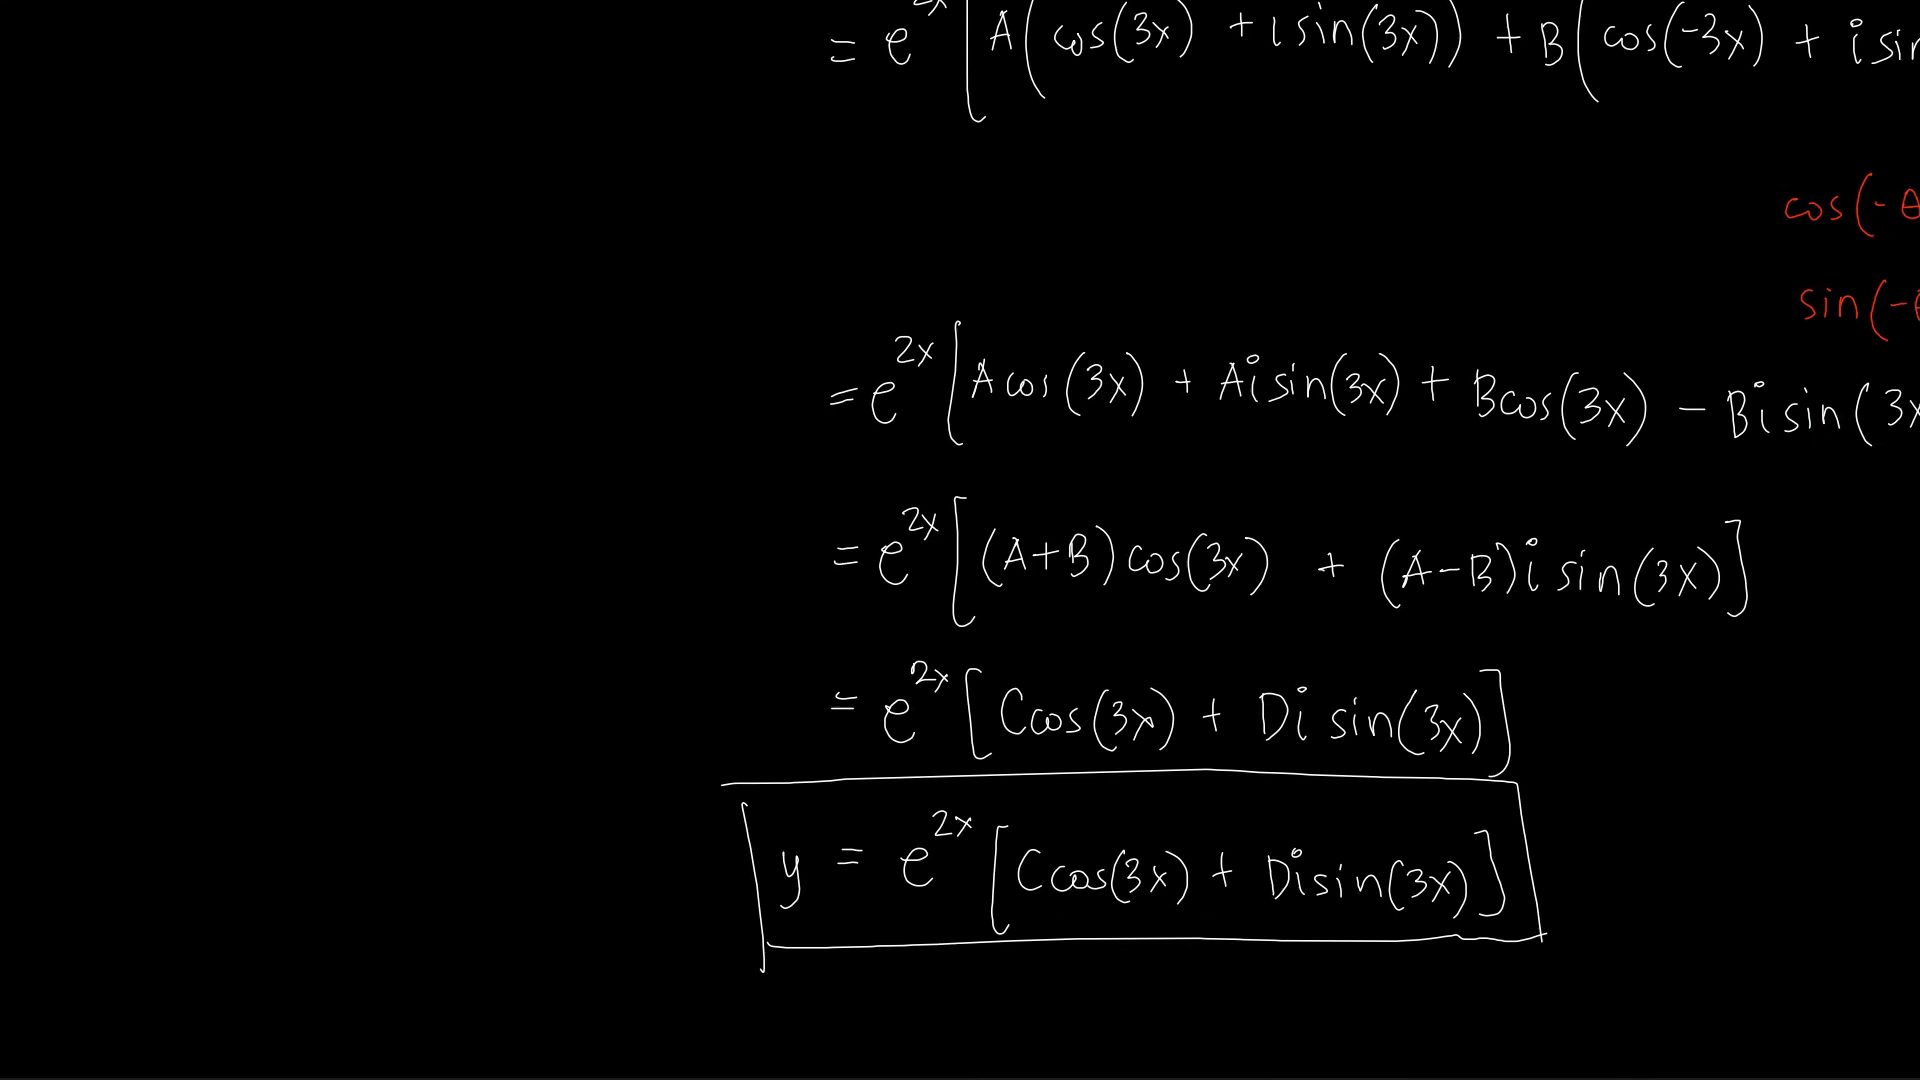 = e^2x [A(cos(3x) + i sin(3x)) + B(cos(-3x) + i sin
cos(-θ
sin(-θ
= e^2x [A cos(3x) + Ai sin(3x) + B cos(3x) - Bi sin(3x
= e^2x [(A+B) cos(3x) + (A-B) i sin(3x)]
= e^2x [C cos(3x) + Di sin(3x)]
y = e^2x [C cos(3x) + Di sin(3x)]